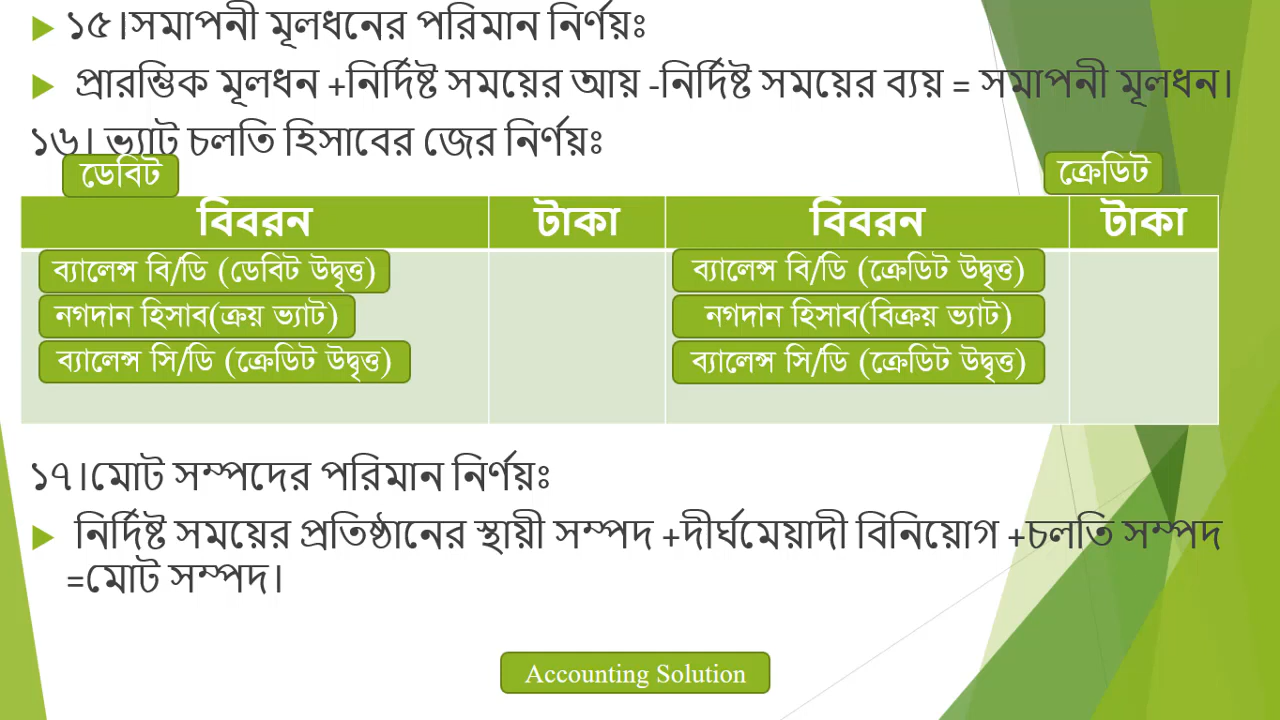 ১৫।সমাপনী মূলধনের পরিমান নির্ণয়ঃ
প্রারম্ভিক মূলধন +নির্দিষ্ট সময়ের আয় -নির্দিষ্ট সময়ের ব্যয় = সমাপনী মূলধন।
১৬। ভ্যাট চলতি হিসাবের জের নির্ণয়ঃ
ডেবিট ক্রেডিট
বিবরন টাকা বিবরন টাকা
ব্যালেন্স বি/ডি (ডেবিট উদ্বৃত্ত) ব্যালেন্স বি/ডি (ক্রেডিট উদ্বৃত্ত)
নগদান হিসাব(ক্রয় ভ্যাট) নগদান হিসাব(বিক্রয় ভ্যাট)
ব্যালেন্স সি/ডি (ক্রেডিট উদ্বৃত্ত) ব্যালেন্স সি/ডি (ক্রেডিট উদ্বৃত্ত)
১৭।মোট সম্পদের পরিমান নির্ণয়ঃ
নির্দিষ্ট সময়ের প্রতিষ্ঠানের স্থায়ী সম্পদ +দীর্ঘমেয়াদী বিনিয়োগ +চলতি সম্পদ
=মোট সম্পদ।
Accounting Solution